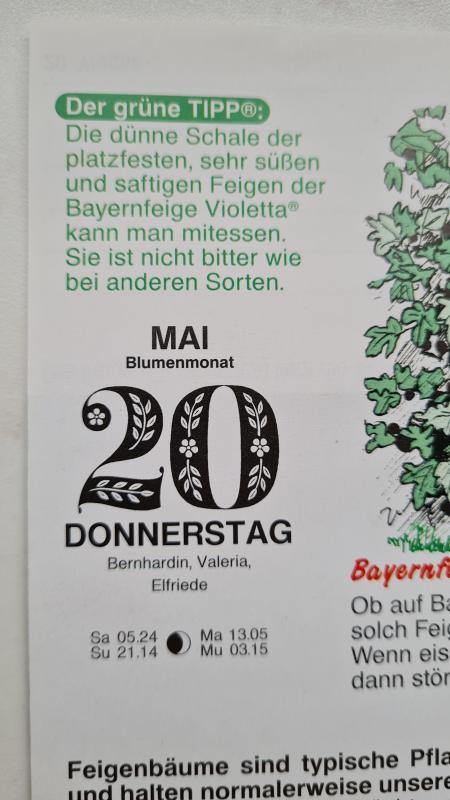 Der grüne TIPP®:
Die dünne Schale der
platzfesten, sehr süßen
und saftigen Feigen der
Bayernfeige Violetta®
kann man mitessen.
Sie ist nicht bitter wie
bei anderen Sorten.
MAI
Blumenmonat
20
DONNERSTAG
Bernhardin, Valeria,
Elfriede
Sa 05.24 Ma 13.05
Su 21.14 Mu 03.15
Ob auf
solch
Wenn
dann
Feigenbäume sind typische
und halten normalerweise